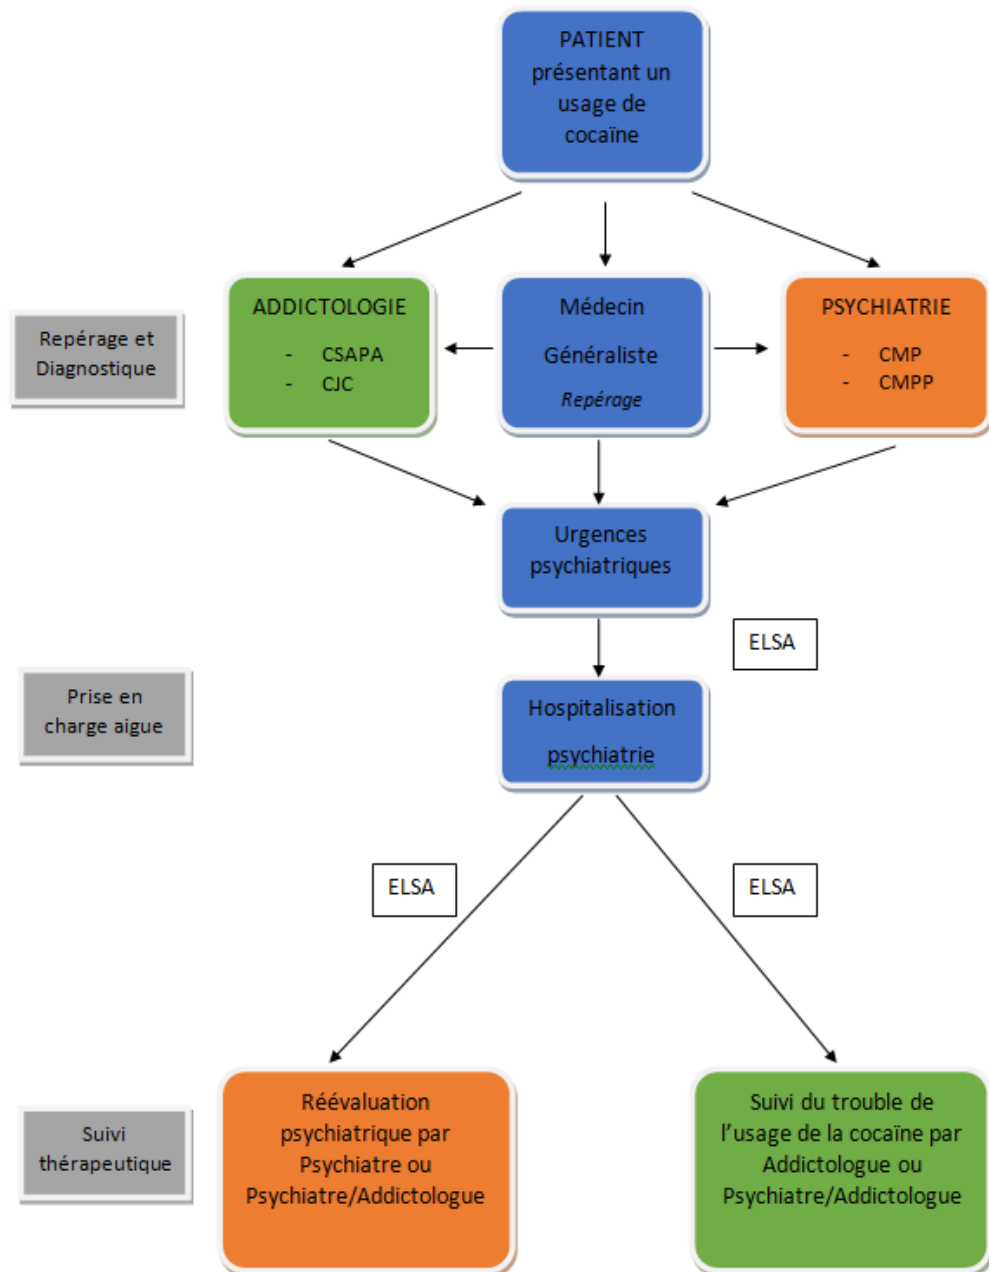 PATIENT
présentant un
usage de
cocaïne
Repérage et
Diagnostique
ADDICTOLOGIE
- CSAPA
- CJC
Médecin
Généraliste
Repérage
PSYCHIATRIE
- CMP
- CMPP
Urgences
psychiatriques
ELSA
Prise en
charge aigue
Hospitalisation
psychiatrie
ELSA
ELSA
Suivi
thérapeutique
Réévaluation
psychiatrique par
Psychiatre ou
Psychiatre/Addictologue
Suivi du trouble de
l'usage de la cocaïne par
Addictologue ou
Psychiatre/Addictologue